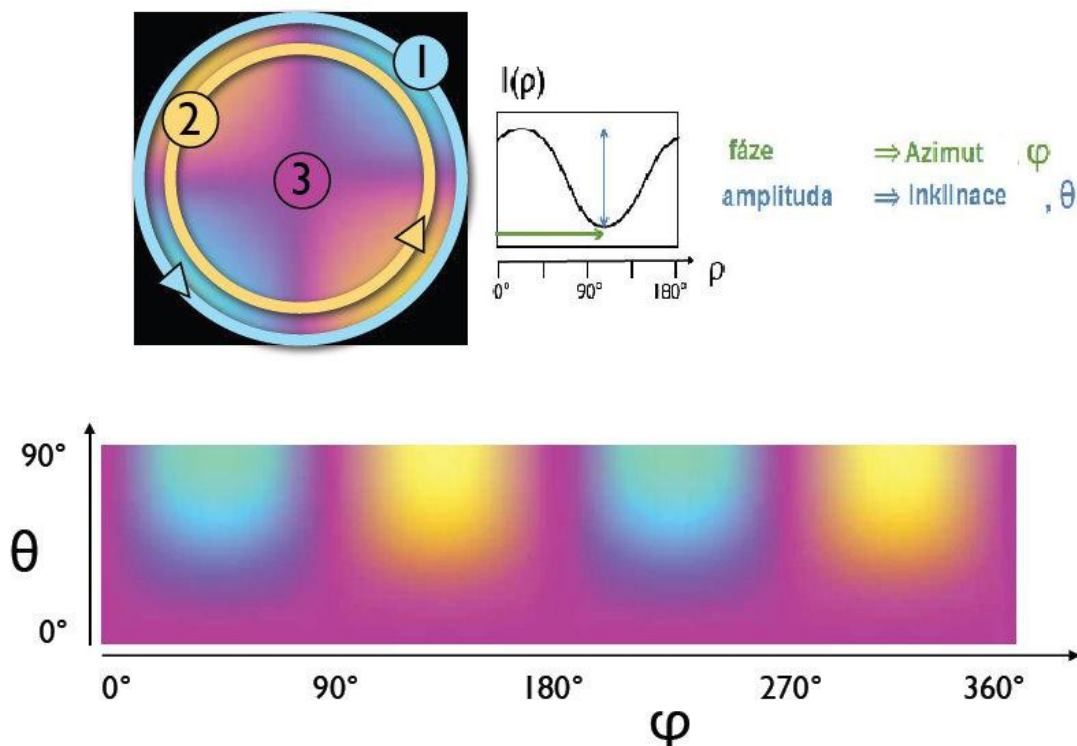 1
2
3
I(ρ)
0° 90° 180° ρ
fáze ⇒ Azimut , φ
amplituda ⇒ Inklinace , θ
90°
θ
0°
0° 90° 180° 270° 360°
φ